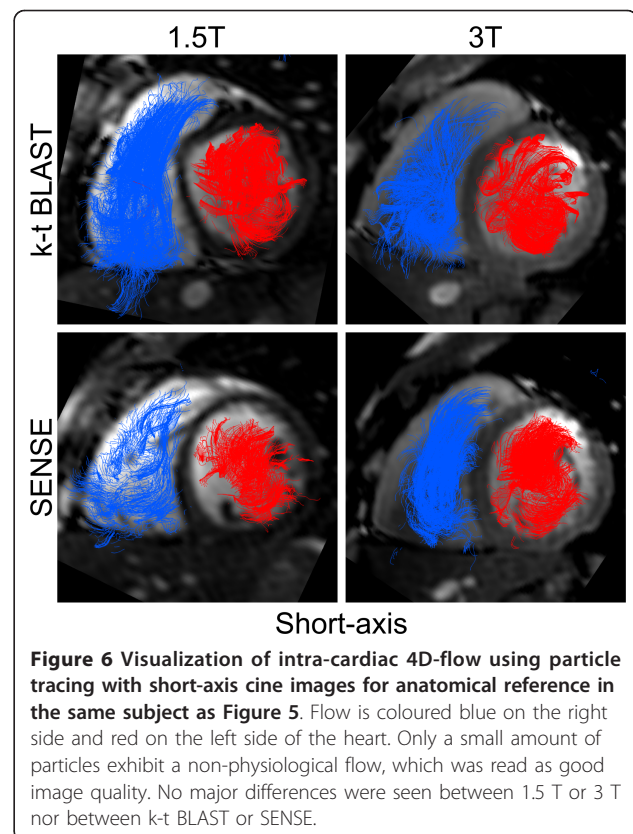 1.5T
3T
k-t BLAST
SENSE
Short-axis
Figure 6 Visualization of intra-cardiac 4D-flow using particle
tracing with short-axis cine images for anatomical reference in
the same subject as Figure 5. Flow is coloured blue on the right
side and red on the left side of the heart. Only a small amount of
particles exhibit a non-physiological flow, which was read as good
image quality. No major differences were seen between 1.5 T or 3 T
nor between k-t BLAST or SENSE.